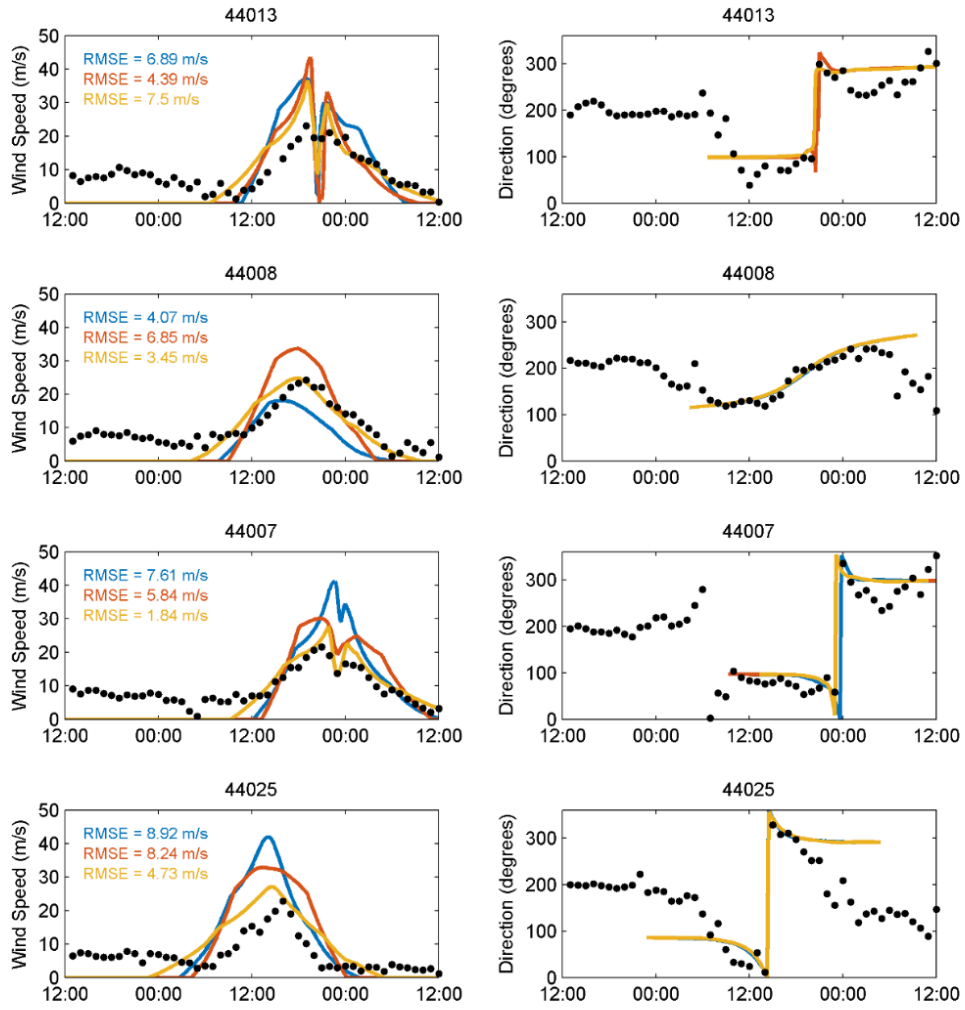 44013
Wind Speed (m/s)
50
40
30
20
10
0
RMSE = 6.89 m/s
RMSE = 4.39 m/s
RMSE = 7.5 m/s
12:00 00:00 12:00 00:00 12:00
44013
Direction (degrees)
300
200
100
0
12:00 00:00 12:00 00:00 12:00
44008
Wind Speed (m/s)
50
40
30
20
10
0
RMSE = 4.07 m/s
RMSE = 6.85 m/s
RMSE = 3.45 m/s
12:00 00:00 12:00 00:00 12:00
44008
Direction (degrees)
300
200
100
0
12:00 00:00 12:00 00:00 12:00
44007
Wind Speed (m/s)
50
40
30
20
10
0
RMSE = 7.61 m/s
RMSE = 5.84 m/s
RMSE = 1.84 m/s
12:00 00:00 12:00 00:00 12:00
44007
Direction (degrees)
300
200
100
0
12:00 00:00 12:00 00:00 12:00
44025
Wind Speed (m/s)
50
40
30
20
10
0
RMSE = 8.92 m/s
RMSE = 8.24 m/s
RMSE = 4.73 m/s
12:00 00:00 12:00 00:00 12:00
44025
Direction (degrees)
300
200
100
0
12:00 00:00 12:00 00:00 12:00